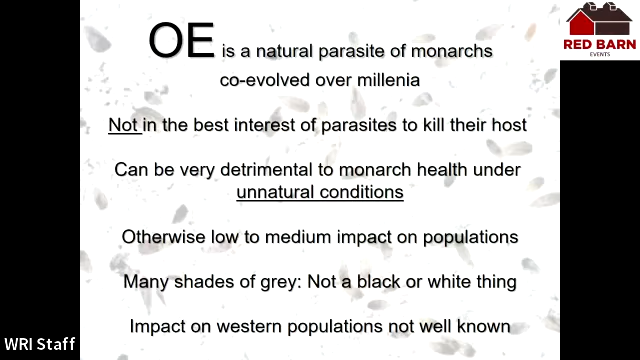 OE is a natural parasite of monarchs
co-evolved over millenia
Not in the best interest of parasites to kill their host
Can be very detrimental to monarch health under
unnatural conditions
Otherwise low to medium impact on populations
Many shades of grey: Not a black or white thing
Impact on western populations not well known
RED BARN
EVENTS
WRI Staff